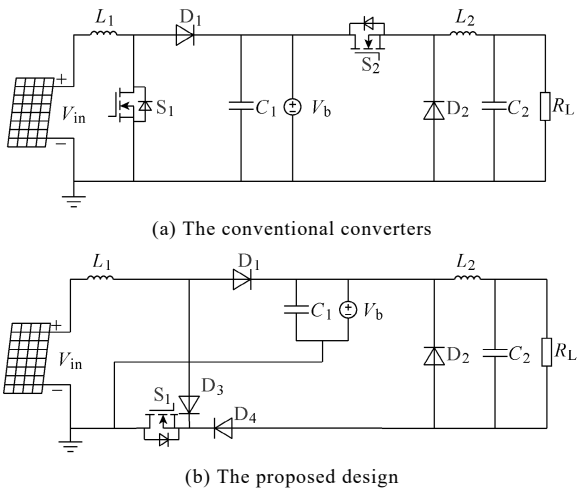 L1 D1 L2
S2
+
Vin
S1 C1 Vb D2 C2 RL
−
(a) The conventional converters
L1 D1 L2
C1 Vb
+
Vin
D2 C2 RL
−
S1 D3 D4
(b) The proposed design